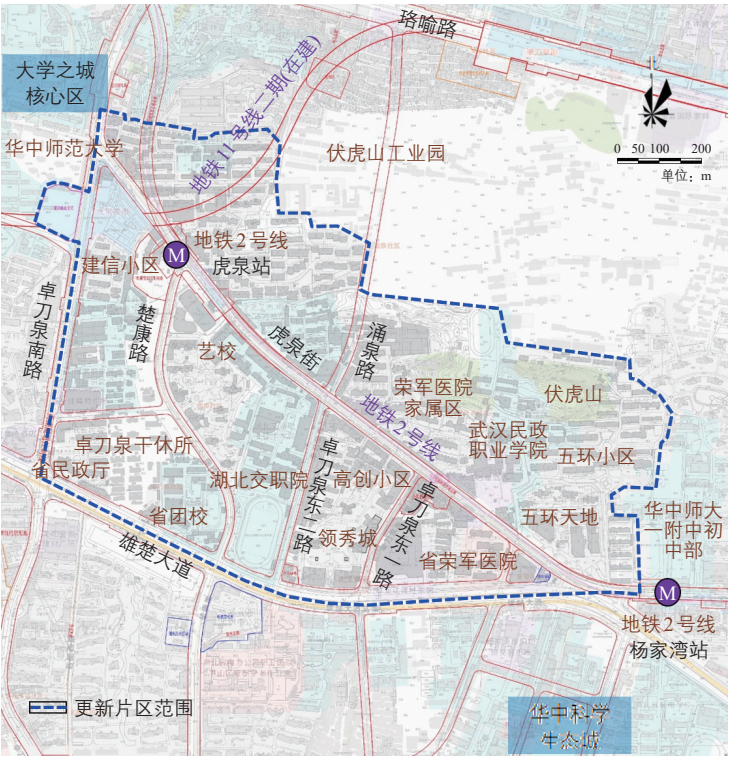 珞喻路
大学之城
核心区
地铁11号线二期(在建)
华中师范大学
伏虎山工业园
0 50 100 200
单位：m
M
地铁2号线
虎泉站
建信小区
卓刀泉南路
楚康路
艺校
虎泉街
涌泉路
荣军医院
家属区
伏虎山
地铁2号线
武汉民政
职业学院
五环小区
卓刀泉干休所
省民政厅
湖北交职院
高创小区
卓刀泉东二路
卓刀泉东一路
省团校
领秀城
五环天地
华中师大
一附中初
中部
雄楚大道
省荣军医院
M
地铁2号线
杨家湾站
更新片区范围
华中科学
生态城